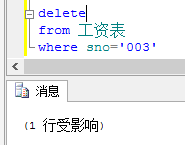 delete
from 工资表
where sno='003'
消息
(1 行受影响)